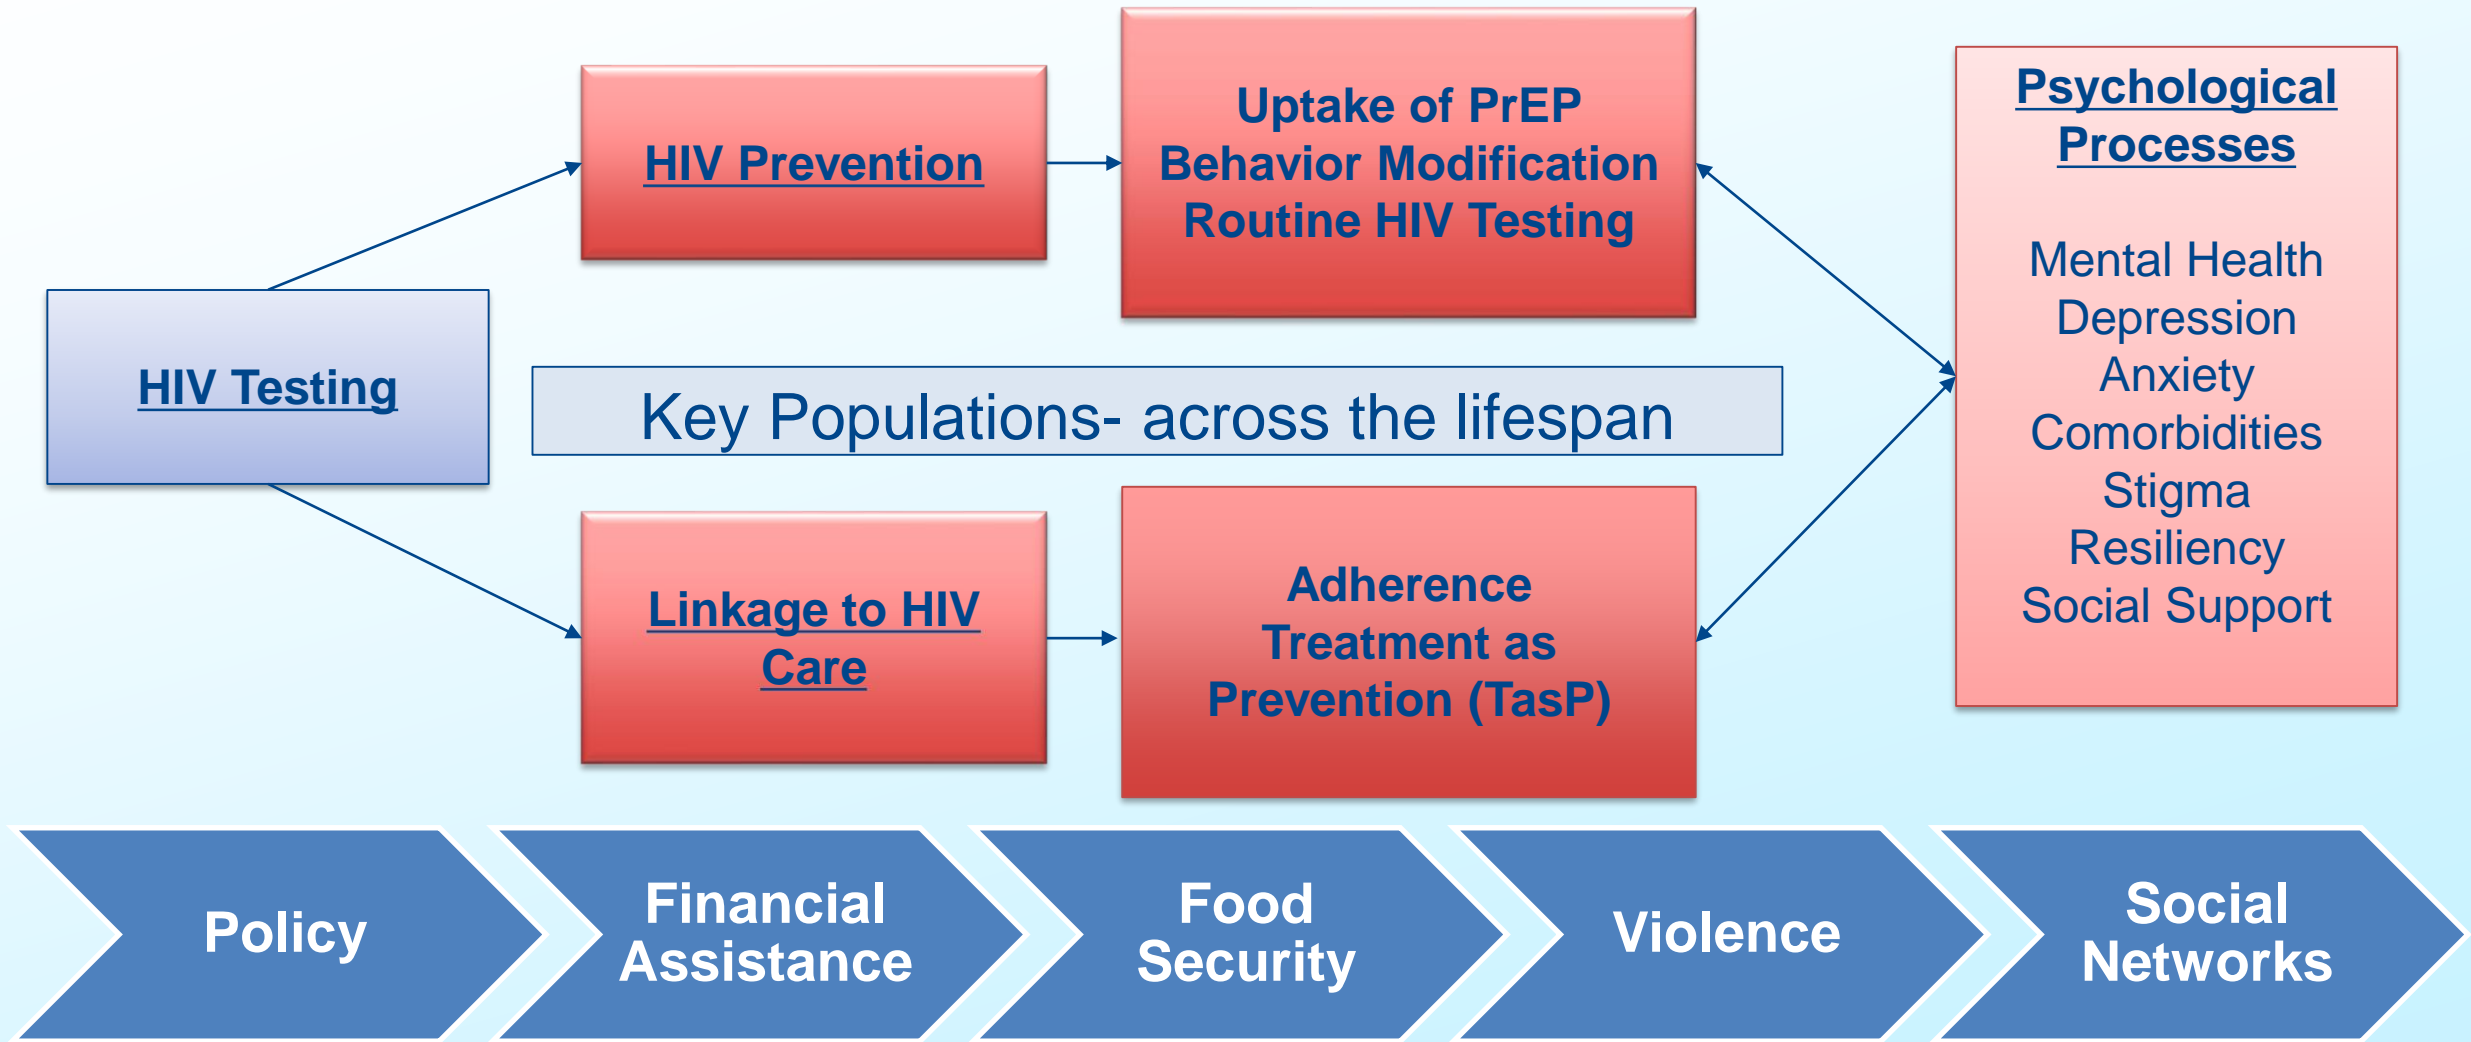 HIV Testing
HIV Prevention
Uptake of PrEP
Behavior Modification
Routine HIV Testing
Key Populations- across the lifespan
Linkage to HIV
Care
Adherence
Treatment as
Prevention (TasP)
Psychological
Processes
Mental Health
Depression
Anxiety
Comorbidities
Stigma
Resiliency
Social Support
Policy
Financial
Assistance
Food
Security
Violence
Social
Networks